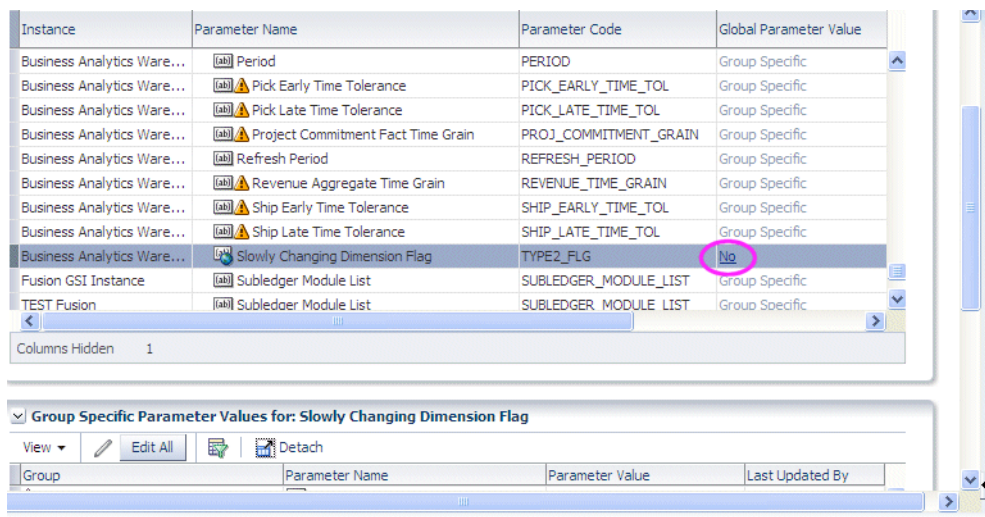 Instance Parameter Name Parameter Code Global Parameter Value
Business Analytics Ware... Period PERIOD Group Specific
Business Analytics Ware... Pick Early Time Tolerance PICK_EARLY_TIME_TOL Group Specific
Business Analytics Ware... Pick Late Time Tolerance PICK_LATE_TIME_TOL Group Specific
Business Analytics Ware... Project Commitment Fact Time Grain PROJ_COMMITMENT_GRAIN Group Specific
Business Analytics Ware... Refresh Period REFRESH_PERIOD Group Specific
Business Analytics Ware... Revenue Aggregate Time Grain REVENUE_TIME_GRAIN Group Specific
Business Analytics Ware... Ship Early Time Tolerance SHIP_EARLY_TIME_TOL Group Specific
Business Analytics Ware... Ship Late Time Tolerance SHIP_LATE_TIME_TOL Group Specific
Business Analytics Ware... Slowly Changing Dimension Flag TYPE2_FLG No
Fusion GSI Instance Subledger Module List SUBLEDGER_MODULE_LIST Group Specific
TEST Fusion Subledger Module List SUBLEDGER_MODULE_LIST Group Specific
Columns Hidden 1
Group Specific Parameter Values for: Slowly Changing Dimension Flag
View Edit All Detach
Group Parameter Name Parameter Value Last Updated By